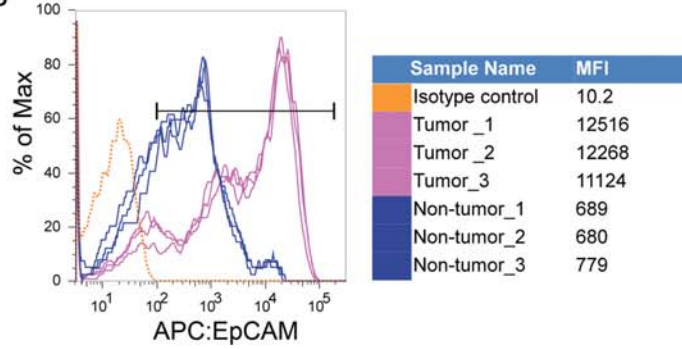 100
80
60
40
20
0
% of Max
10¹ 10² 10³ 10⁴ 10⁵
APC:EpCAM
Sample Name MFI
Isotype control 10.2
Tumor _1 12516
Tumor _2 12268
Tumor_3 11124
Non-tumor_1 689
Non-tumor_2 680
Non-tumor_3 779